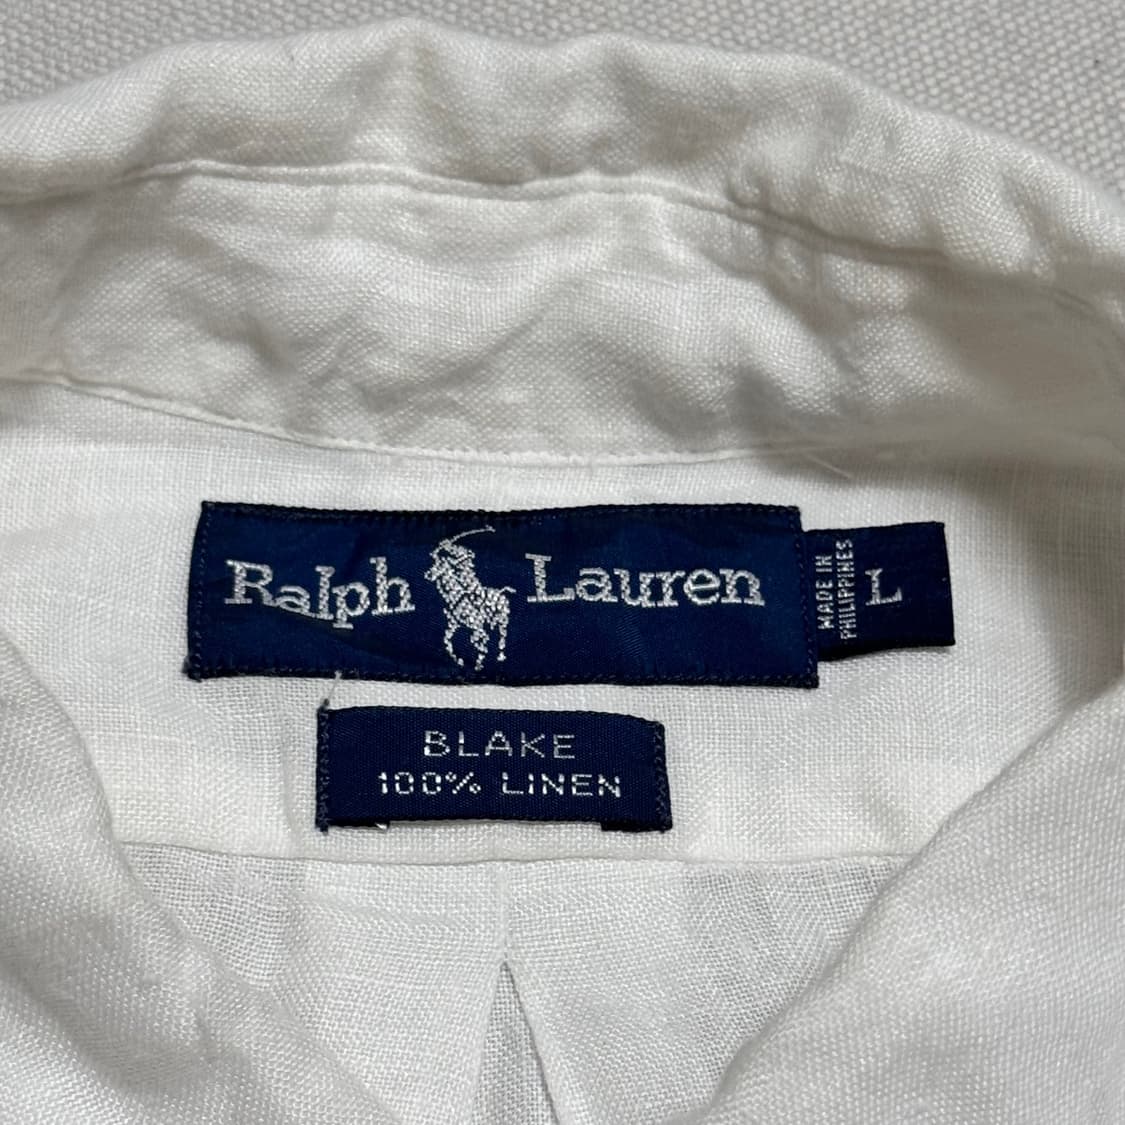 Ralph Lauren
MADE IN
PHILIPPINES
L
BLAKE
100% LINEN